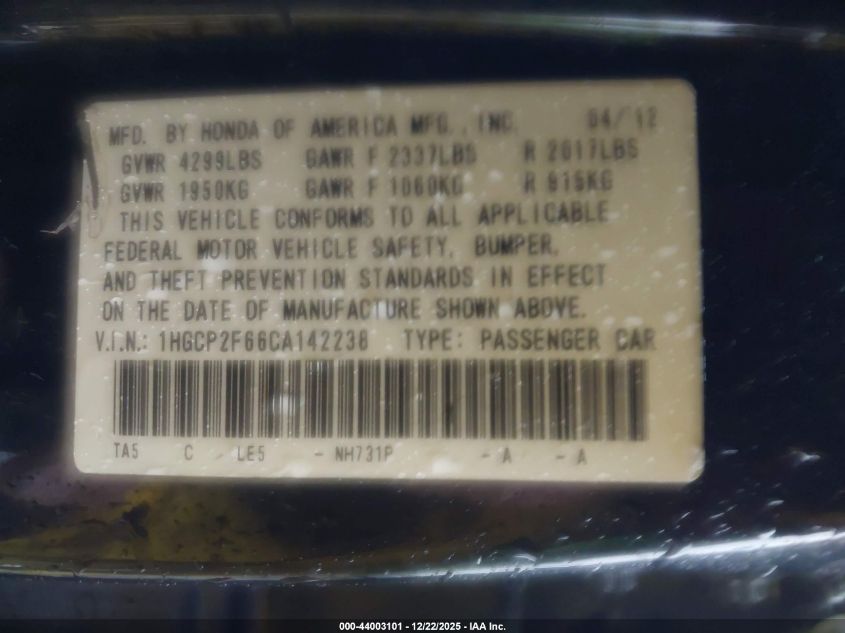 MFD. BY HONDA OF AMERICA MFG., INC. 04/12
GVWR 4299LBS GAWR F 2337LBS R 2017LBS
GVWR 1950KG GAWR F 1060KG R 915KG
THIS VEHICLE CONFORMS TO ALL APPLICABLE
FEDERAL MOTOR VEHICLE SAFETY, BUMPER,
AND THEFT PREVENTION STANDARDS IN EFFECT
ON THE DATE OF MANUFACTURE SHOWN ABOVE.
V.I.N.: 1HGCP2F66CA142238 TYPE: PASSENGER CAR
TA5 C LE5 - NH731P - A - A
000-44003101 - 12/22/2025 - IAA Inc.